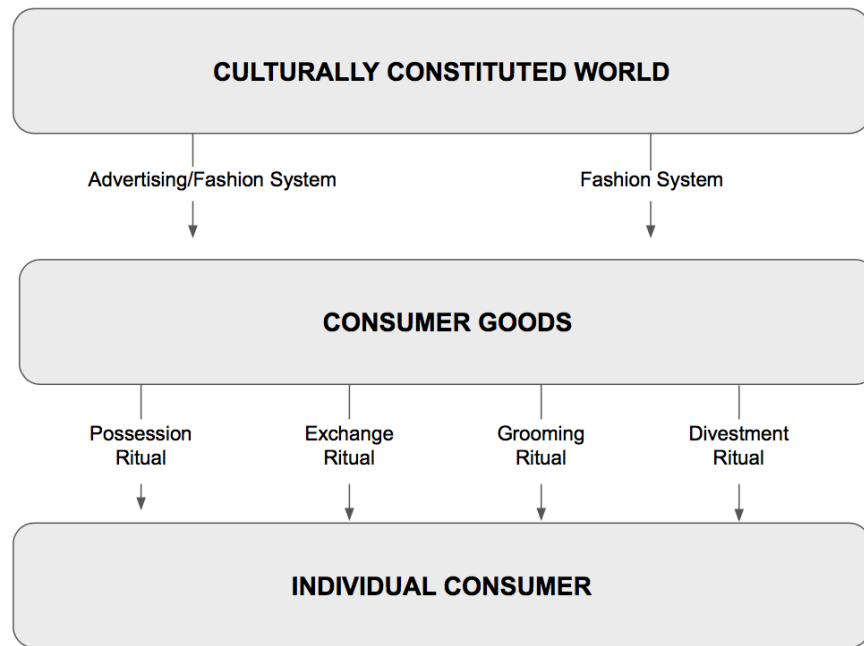 CULTURALLY CONSTITUTED WORLD
Advertising/Fashion System
Fashion System
CONSUMER GOODS
Possession
Ritual
Exchange
Ritual
Grooming
Ritual
Divestment
Ritual
INDIVIDUAL CONSUMER